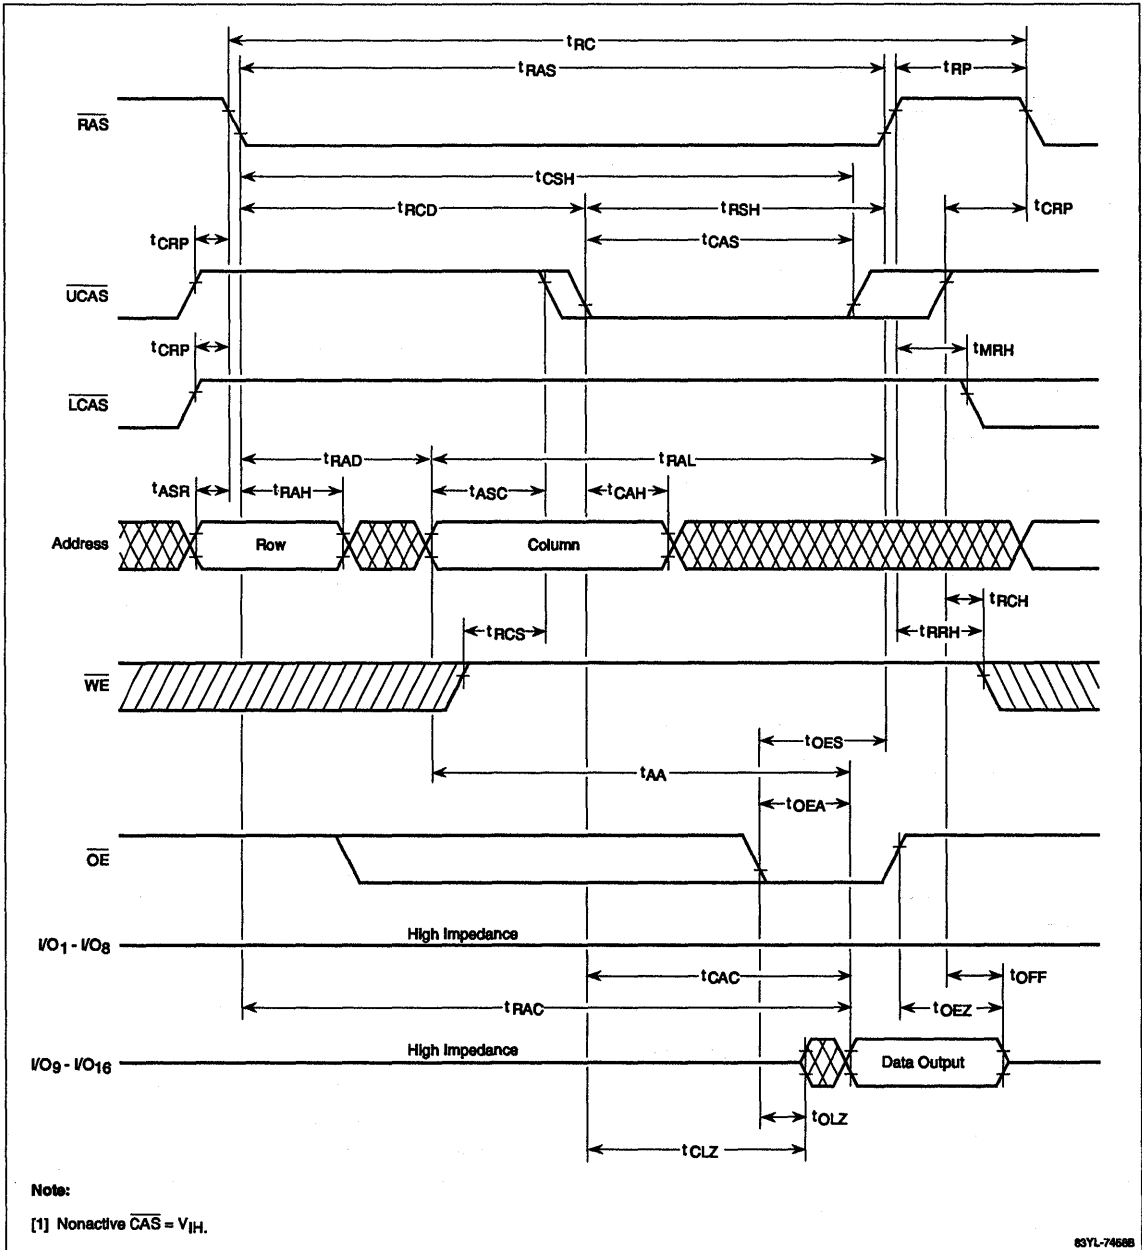 tRC
tRAS
tRP
RAS
tCSH
tRCD
tRSH
tCRP
tCRP
tCAS
UCAS
tCRP
tMRH
LCAS
tRAD
tRAL
tASR
tRAH
tASC
tCAH
Address
Row
Column
tRCH
tRCS
tRRH
WE
tOES
tAA
tOEA
OE
I/O1 - I/O8
High Impedance
tCAC
tOFF
tRAC
tOEZ
I/O9 - I/O16
High Impedance
Data Output
tOLZ
tCLZ
Note:
[1] Nonactive CAS = VIH.
83YL-7468B